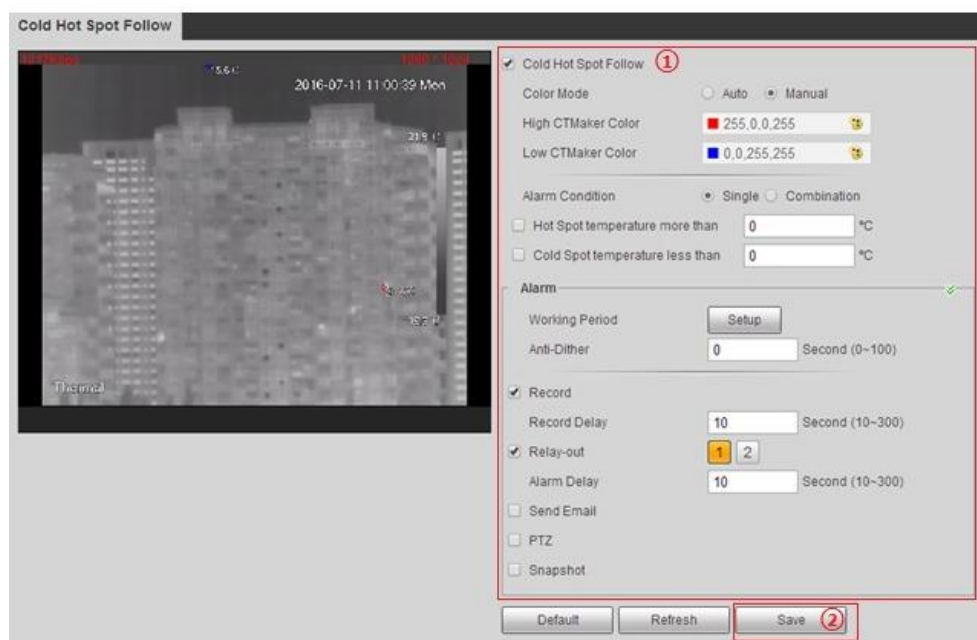 Cold Hot Spot Follow
2016-07-11 11:00:39 Mon
Thermal
Cold Hot Spot Follow ①
Color Mode Auto Manual
High CTMaker Color 255,0,0,255
Low CTMaker Color 0,0,255,255
Alarm Condition Single Combination
Hot Spot temperature more than 0 °C
Cold Spot temperature less than 0 °C
Alarm
Working Period Setup
Anti-Dither 0 Second (0~100)
Record
Record Delay 10 Second (10~300)
Relay-out 1 2
Alarm Delay 10 Second (10~300)
Send Email
PTZ
Snapshot
Default Refresh Save ②